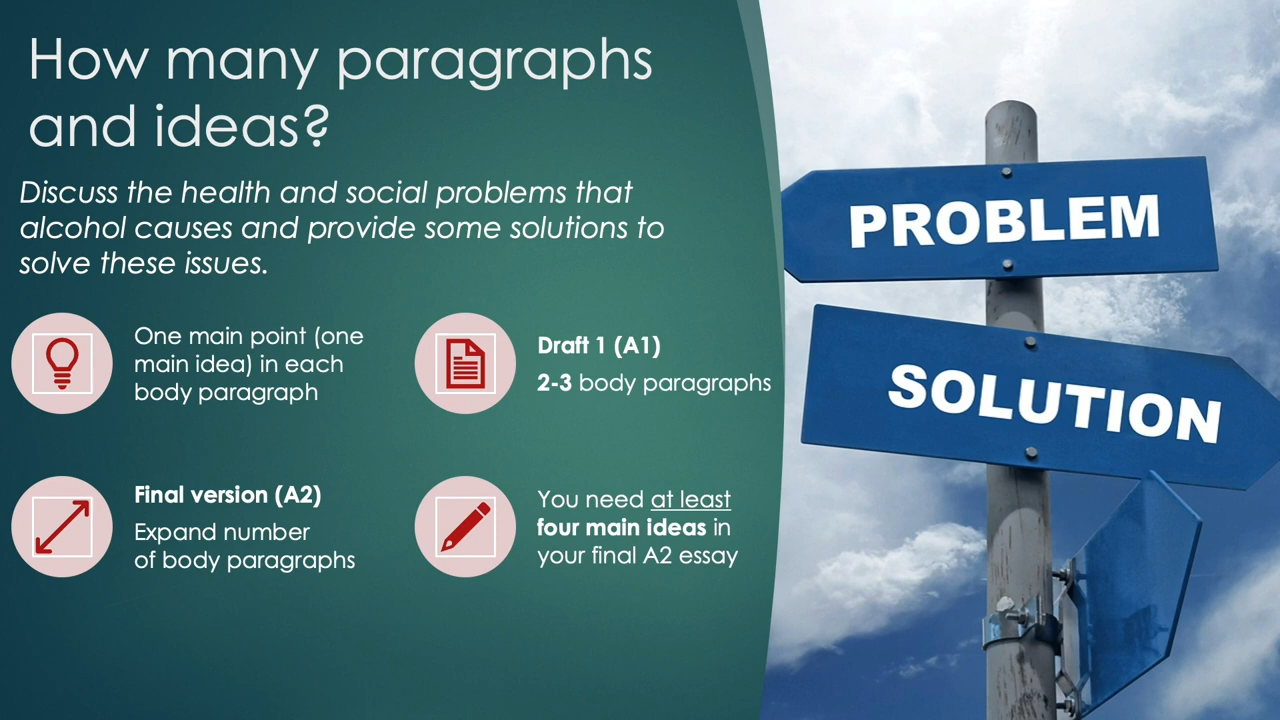 How many paragraphs
and ideas?
Discuss the health and social problems that
alcohol causes and provide some solutions to
solve these issues.
One main point (one
main idea) in each
body paragraph
Draft 1 (A1)
2-3 body paragraphs
Final version (A2)
Expand number
of body paragraphs
You need at least
four main ideas in
your final A2 essay
PROBLEM
SOLUTION